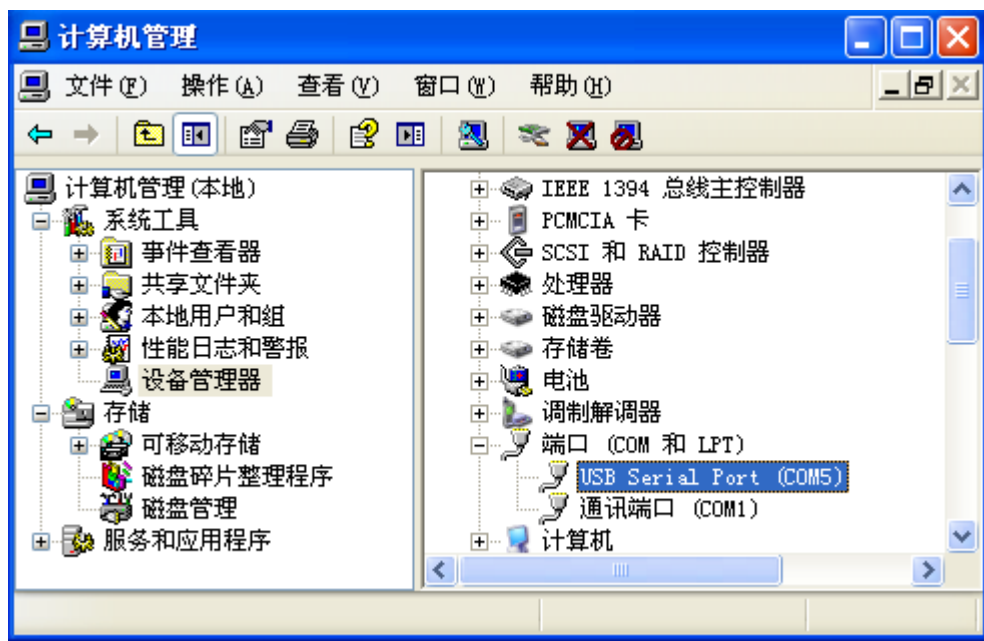 计算机管理
文件(F) 操作(A) 查看(V) 窗口(W) 帮助(H)
计算机管理(本地)
系统工具
事件查看器
共享文件夹
本地用户和组
性能日志和警报
设备管理器
存储
可移动存储
磁盘碎片整理程序
磁盘管理
服务和应用程序
IEEE 1394 总线主控制器
PCMCIA 卡
SCSI 和 RAID 控制器
处理器
磁盘驱动器
存储卷
电池
调制解调器
端口 (COM 和 LPT)
USB Serial Port (COM5)
通讯端口 (COM1)
计算机